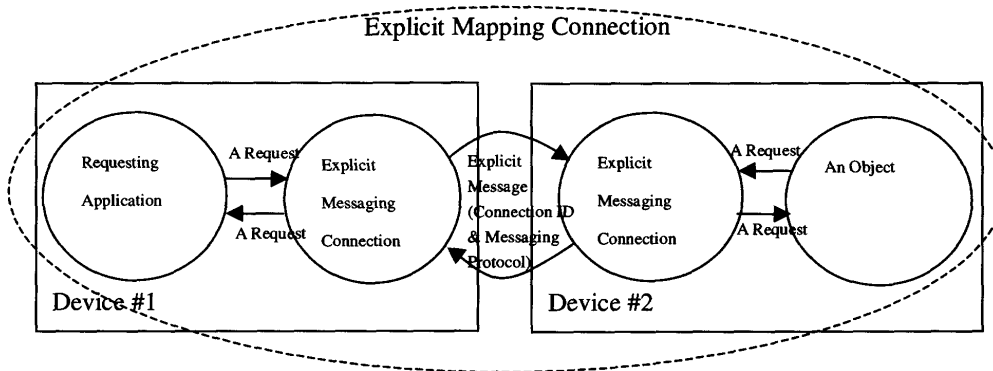 Explicit Mapping Connection
Requesting
Application
A Request
A Request
Explicit
Messaging
Connection
Explicit
Message
(Connection ID
& Messaging
Protocol)
Explicit
Messaging
Connection
A Request
A Request
An Object
Device #1
Device #2